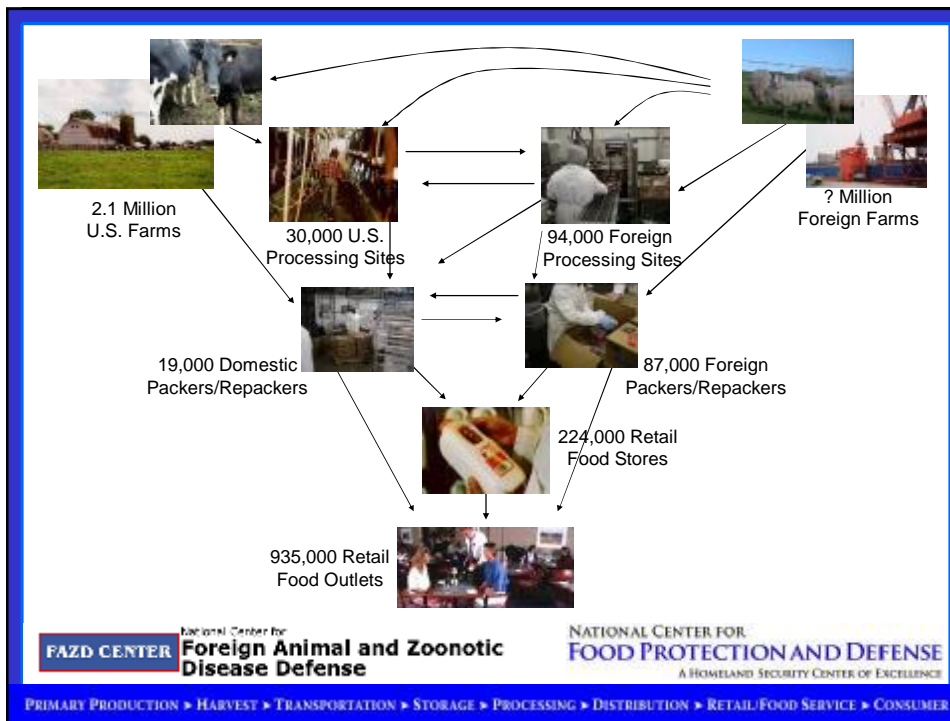 2.1 Million
U.S. Farms
? Million
Foreign Farms
30,000 U.S.
Processing Sites
94,000 Foreign
Processing Sites
19,000 Domestic
Packers/Repackers
87,000 Foreign
Packers/Repackers
224,000 Retail
Food Stores
935,000 Retail
Food Outlets
FAZD CENTER
National Center for
Foreign Animal and Zoonotic
Disease Defense
NATIONAL CENTER FOR
FOOD PROTECTION AND DEFENSE
A HOMELAND SECURITY CENTER OF EXCELLENCE
PRIMARY PRODUCTION ► HARVEST ► TRANSPORTATION ► STORAGE ► PROCESSING ► DISTRIBUTION ► RETAIL/FOOD SERVICE ► CONSUMER